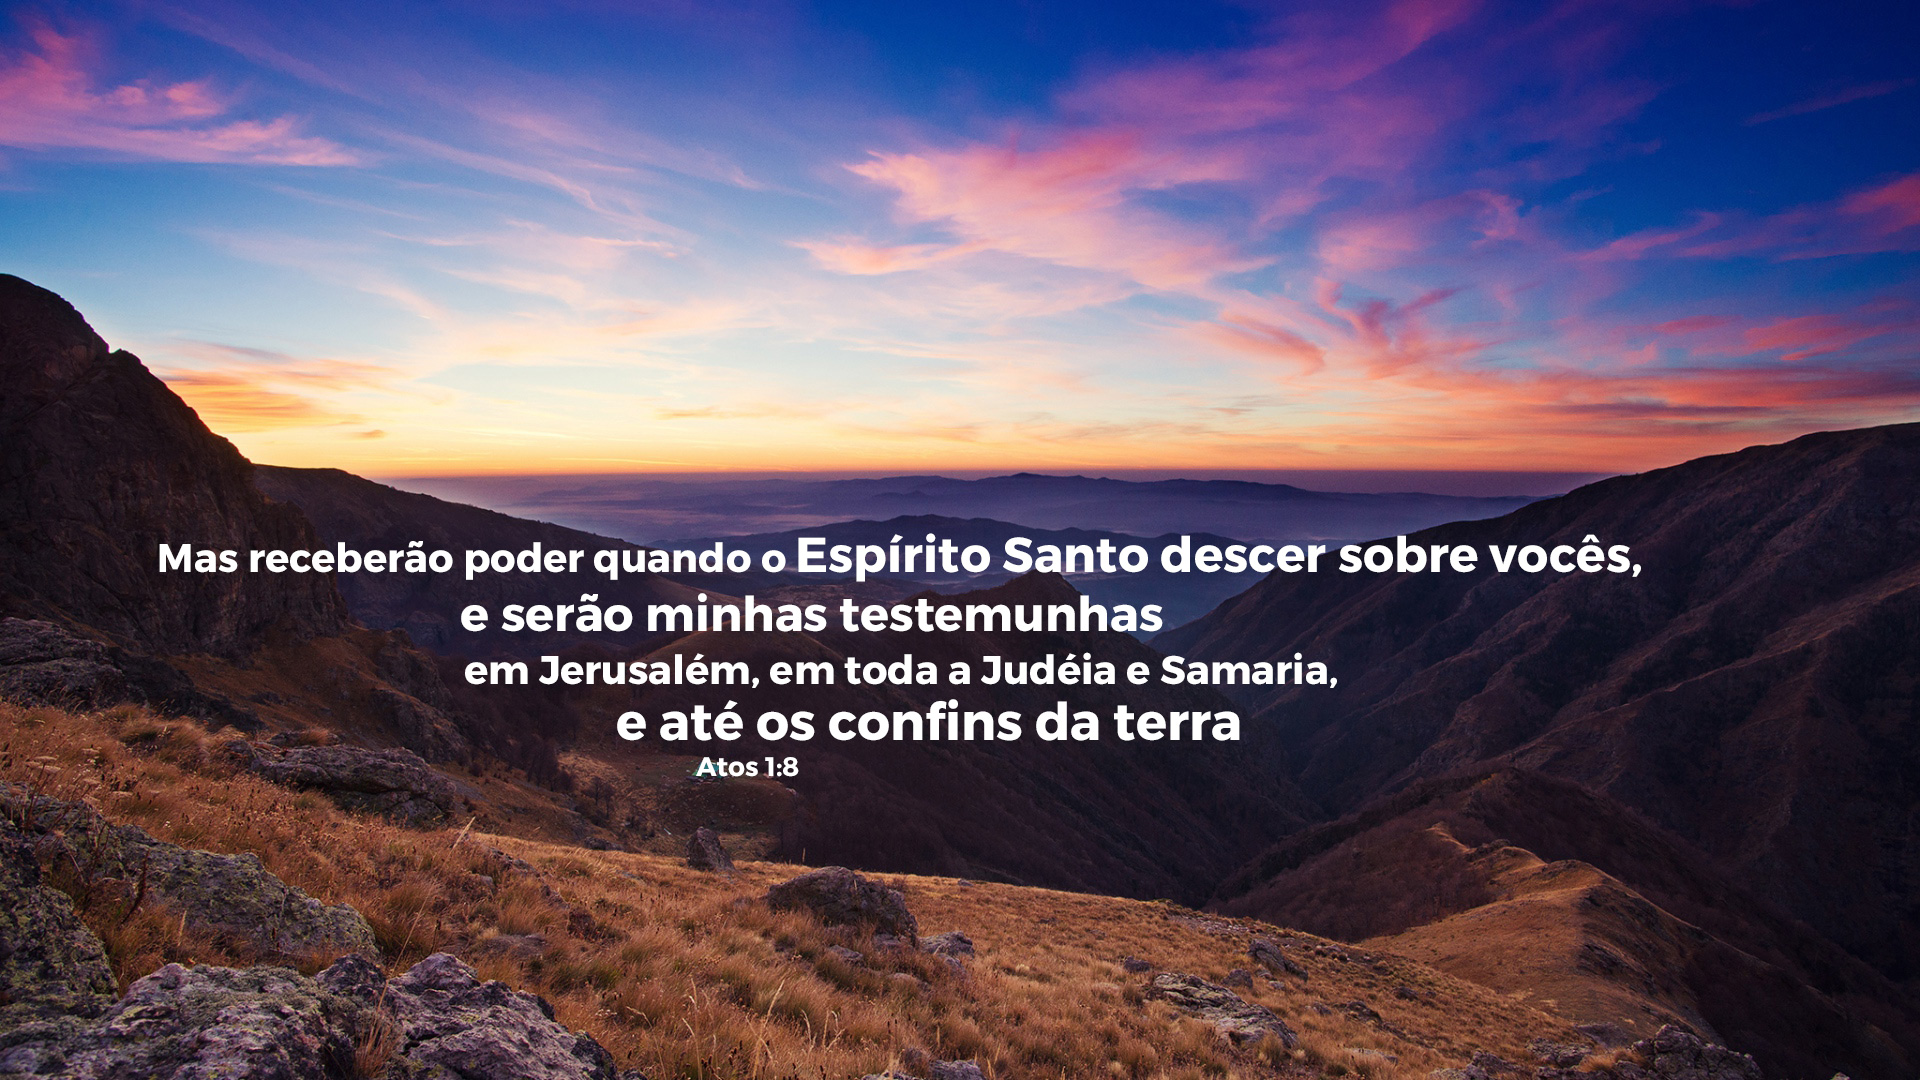 Mas receberão poder quando o Espírito Santo descer sobre vocês,
e serão minhas testemunhas
em Jerusalém, em toda a Judéia e Samaria,
e até os confins da terra
Atos 1:8